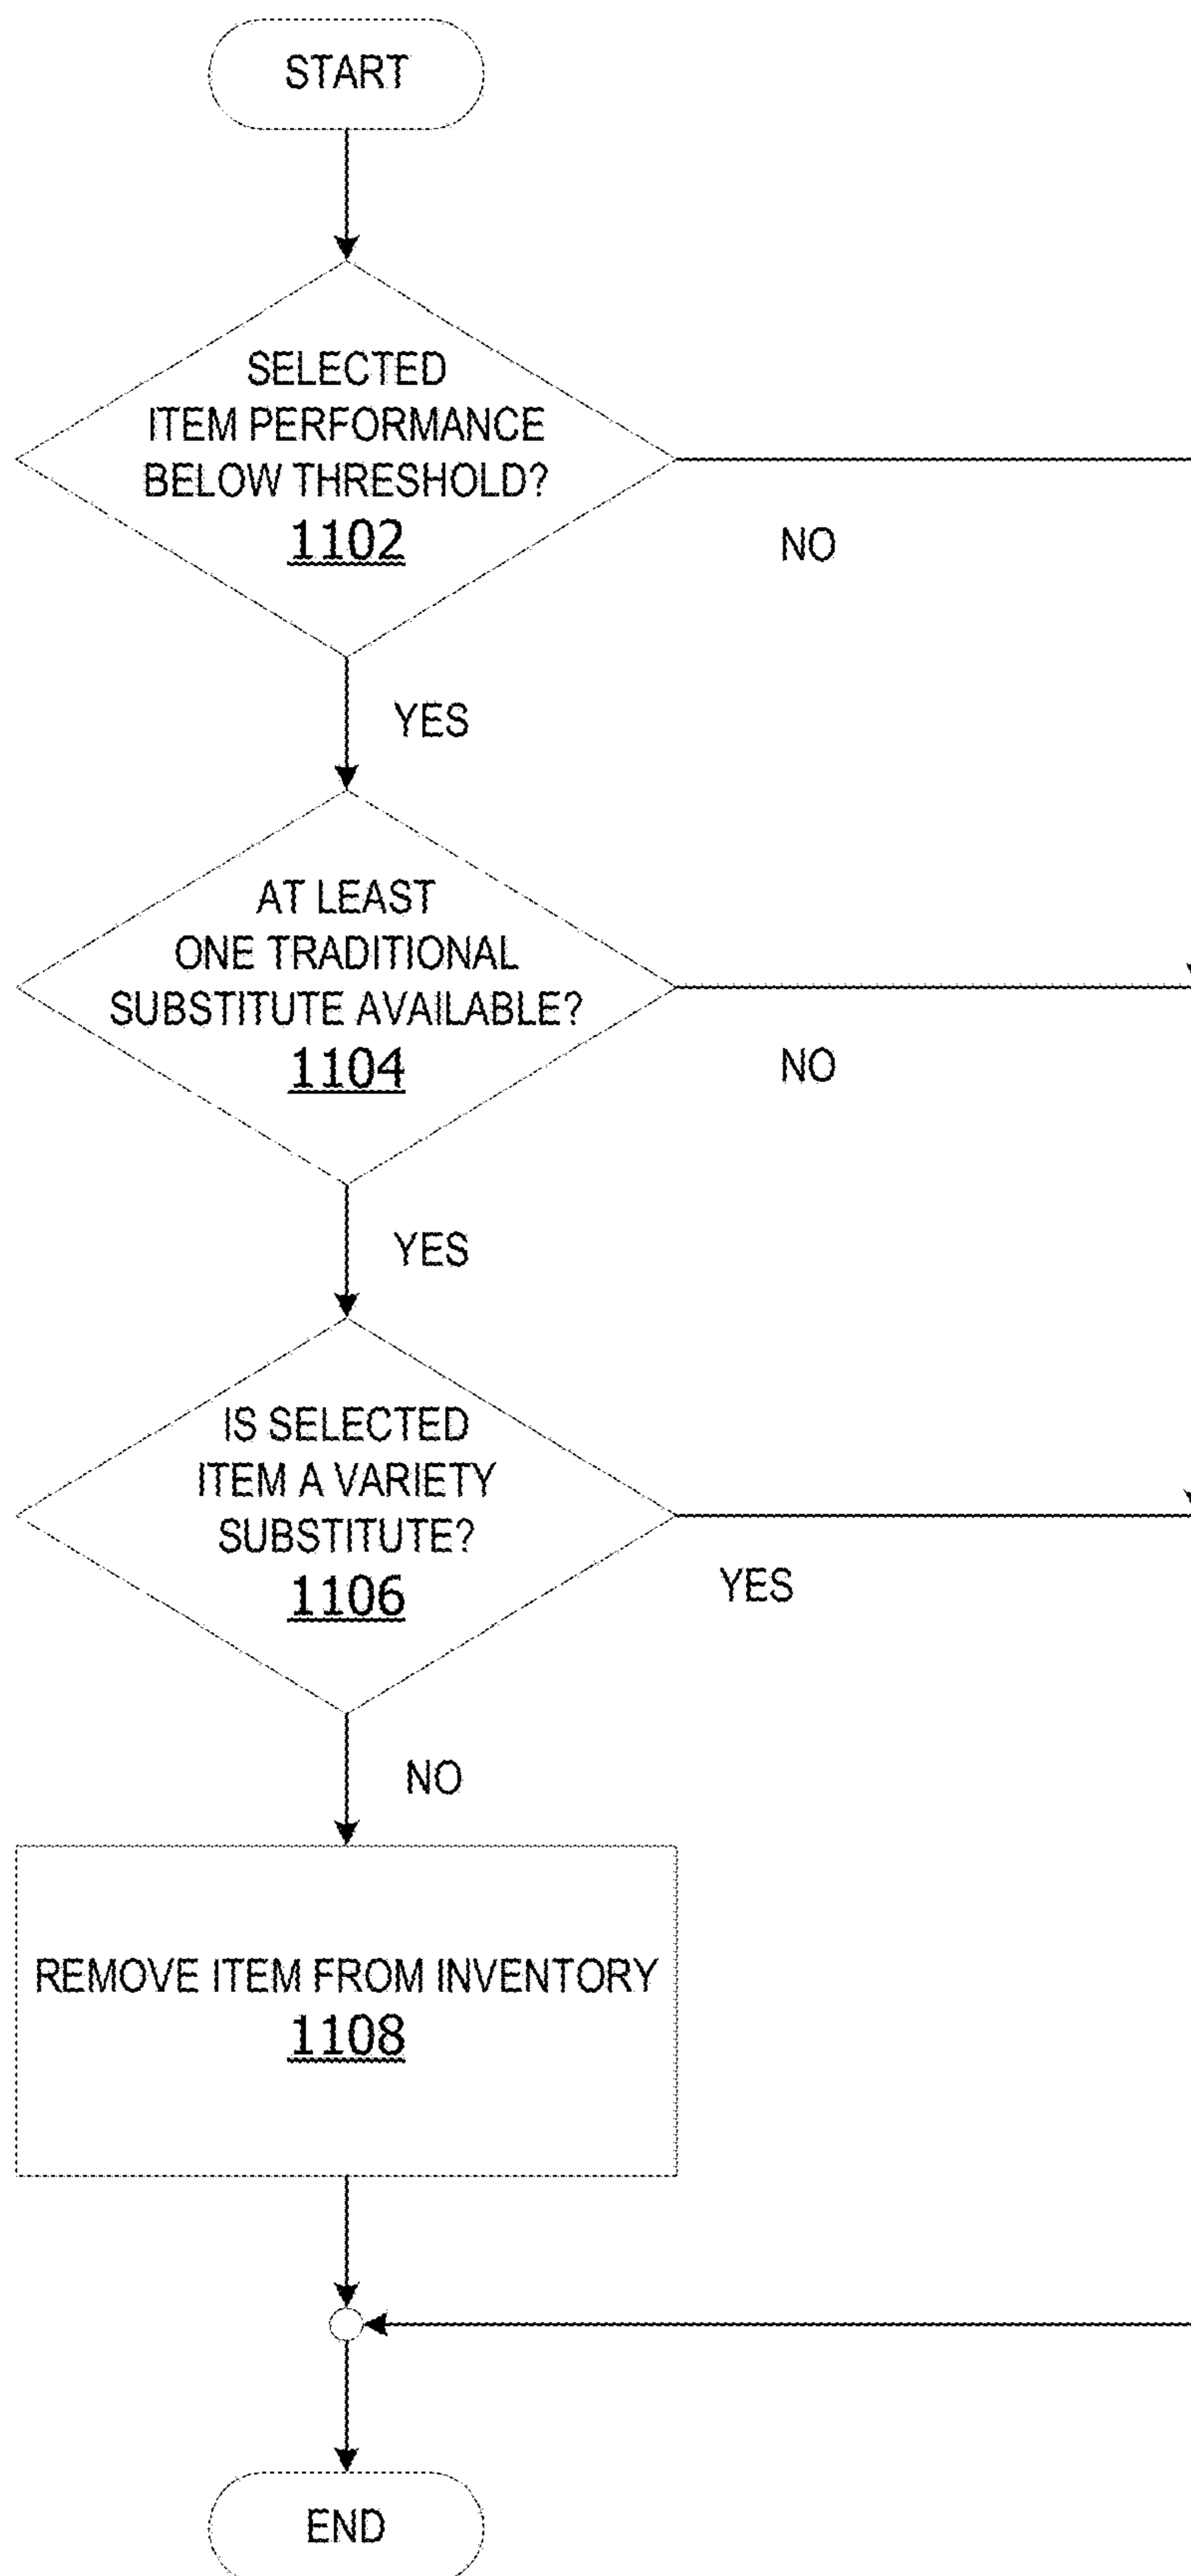 START
SELECTED
ITEM PERFORMANCE
BELOW THRESHOLD?
1102
NO
YES
AT LEAST
ONE TRADITIONAL
SUBSTITUTE AVAILABLE?
1104
NO
YES
IS SELECTED
ITEM A VARIETY
SUBSTITUTE?
1106
YES
NO
REMOVE ITEM FROM INVENTORY
1108
END